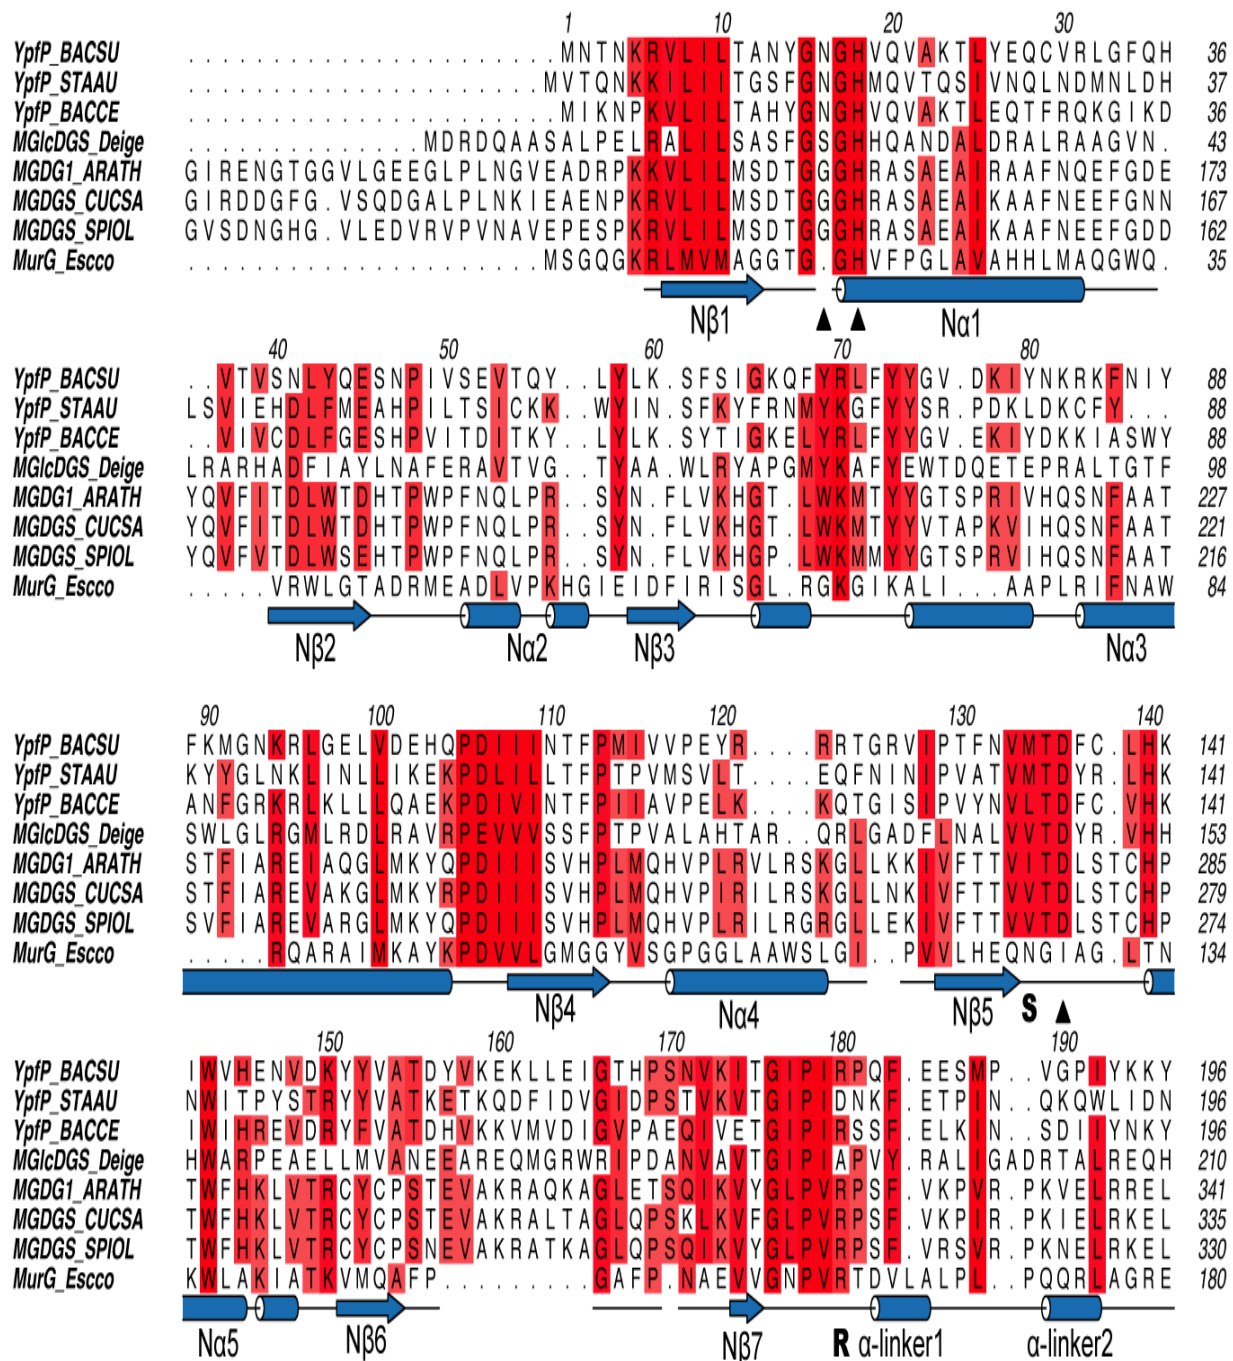 1 10 20 30
YpfP_BACSU . . . . . . . . . . . . . . . . . . . . . . MNTNKRVLILTANYGNGHVQVAKTLYEQCVRLGFQH 36
YpfP_STAAU . . . . . . . . . . . . . . . . . . . . . MVTQNKKILIITGSFGNGHMQVTQSIVNQLNDMNLDH 37
YpfP_BACCE . . . . . . . . . . . . . . . . . . . . . . MIKNPKVLILTAHYGNGHVQVAKTLEQTFRQKGIKD 36
MGlcDGS_Deige . . . . . . . . . . . . . . MDRDQAASALPELRALILSASFGSGHHQANDALDRALRAAGVN. 43
MGDG1_ARATH GIRENGTGGVLGEEGLPLNGVEADRPKKVLILMSDTGGGHRASAEAIRAAFNQEFGDE 173
MGDGS_CUCSA GIRDDGFG.VSQDGALPLNKIEAENPKRVLILMSDTGGGHRASAEAIKAAFNEEFGNN 167
MGDGS_SPIOL GVSDNGHG.VLEDVRVPVNAVEPESPKRVLILMSDTGGGHRASAEAIKAAFNEEFGDD 162
MurG_Escco . . . . . . . . . . . . . . . . . . . . . MSGQGKRLMVMAGGTG.GHVFPGLAVAHHLMAQGWQ. 35
Nβ1 ▲ ▲ Nα1
40 50 60 70 80
YpfP_BACSU ..VTVSNLYQESNPIVSEVTQY..LYLK.SFSIGKQFYRLFYYGV.DKIYNKRKFNIY 88
YpfP_STAAU LSVIEHDLFMEAHPILTSICKK..WYIN.SFKYFRNMYKGFYYSR.PDKLDKCFY... 88
YpfP_BACCE ..VIVCDLFGESHPVITDITKY..LYLK.SYTIGKELYRLFYYGV.EKIYDKKIASWY 88
MGlcDGS_Deige LRARHADFIAYLNAFERAVTVG..TYAA.WLRYAPGMYKAFYEWTDQETEPRALTGTF 98
MGDG1_ARATH YQVFITDLWTDHTPWPFNQLPR..SYN.FLVKHGT.LWKMTYYGTSPRIVHQSNFAAT 227
MGDGS_CUCSA YQVFITDLWTDHTPWPFNQLPR..SYN.FLVKHGT.LWKMTYYVTAPKVIHQSNFAAT 221
MGDGS_SPIOL YQVFVTDLWSEHTPWPFNQLPR..SYN.FLVKHGP.LWKMMYYGTSPRVIHQSNFAAT 216
MurG_Escco .....VRWLGTADRMEADLVPKHGIEIDFIRISGL.RGKGIKALI...AAPLRIFNAW 84
Nβ2 Nα2 Nβ3 Nα3
90 100 110 120 130 140
YpfP_BACSU FKMGNKRLGELVDEHQPDIIINTFPMIVVPEYR....RRTGRVIPTFNVMTDFC.LHK 141
YpfP_STAAU KYYGLNKLINLLIKEKPDLILLTFPTPVMSVLT....EQFNINIPVATVMTDYR.LHK 141
YpfP_BACCE ANFGRKRLKLLLQAEKPDIVINTFPIIAVPELK....KQTGISIPVYNVLTDFC.VHK 141
MGlcDGS_Deige SWLGLRGMLRDLRAVRPEVVVSSFPTPVALAHTAR..QRLGADFLNALVVTDYR.VHH 153
MGDG1_ARATH STFIAREIAQGLMKYQPDIIISVHPLMQHVPLRVLRSKGLLKKIVFTTVITDLSTCHP 285
MGDGS_CUCSA STFIAREVAKGLMKYRPDIIISVHPLMQHVPIRILRSKGLLNKIVFTTVVTDLSTCHP 279
MGDGS_SPIOL SVFIAREVARGLMKYQPDIIISVHPLMQHVPLRILRGRGLLEKIVFTTVVTDLSTCHP 274
MurG_Escco .....RQARAIMKAYKPDVVLGMGGYVSGPGGLAAWSLGI..PVVLHEQNGIAG.LTN 134
Nβ4 Nα4 Nβ5 S ▲
150 160 170 180 190
YpfP_BACSU IWVHENVDKYYVATDYVKEKLLEIGTHPSNVKITGIPIRPQF.EESMP..VGPIYKKY 196
YpfP_STAAU NWITPYSTRYYVATKETKQDFIDVGIDPSTVKVTGIPIDNKF.ETPIN..QKQWLIDN 196
YpfP_BACCE IWIHREVDRYFVATDHVKKVMVDIGVPAEQIVETGIPIRSSF.ELKIN..SDIIYNKY 196
MGlcDGS_Deige HWARPEAELLMVANEEAREQMGRWRIPDANVAVTGIPIAPVY.RALIGADRTALREQH 210
MGDG1_ARATH TWFHKLVTRCYCPSTEVAKRAQKAGLETSQIKVYGLPVRPSF.VKPVR.PKVELRREL 341
MGDGS_CUCSA TWFHKLVTRCYCPSTEVAKRALTAGLQPSKLKVFGLPVRPSF.VKPIR.PKIELRKEL 335
MGDGS_SPIOL TWFHKLVTRCYCPSNEVAKRATKAGLQPSQIKVYGLPVRPSF.VRSVR.PKNELRKEL 330
MurG_Escco KWLAKIATKVMQAFP.........GAFP.NAEVVGNPVRTDVLALPL..PQQRLAGRE 180
Nα5 Nβ6 Nβ7 R α-linker1 α-linker2